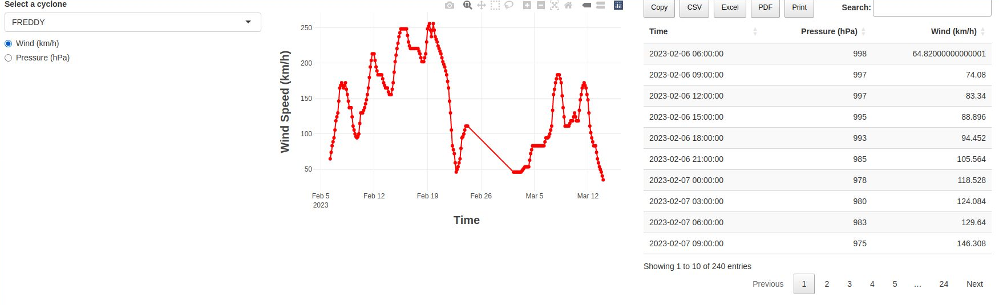 Select a cyclone
FREDDY
Wind (km/h)
Pressure (hPa)
250
200
150
100
50
Wind Speed (km/h)
Feb 5
2023
Feb 12
Feb 19
Feb 26
Mar 5
Mar 12
Time
Copy CSV Excel PDF Print Search:
Time Pressure (hPa) Wind (km/h)
2023-02-06 06:00:00 998 64.82000000000001
2023-02-06 09:00:00 997 74.08
2023-02-06 12:00:00 997 83.34
2023-02-06 15:00:00 995 88.896
2023-02-06 18:00:00 993 94.452
2023-02-06 21:00:00 985 105.564
2023-02-07 00:00:00 978 118.528
2023-02-07 03:00:00 980 124.084
2023-02-07 06:00:00 983 129.64
2023-02-07 09:00:00 975 146.308
Showing 1 to 10 of 240 entries
Previous 1 2 3 4 5 … 24 Next